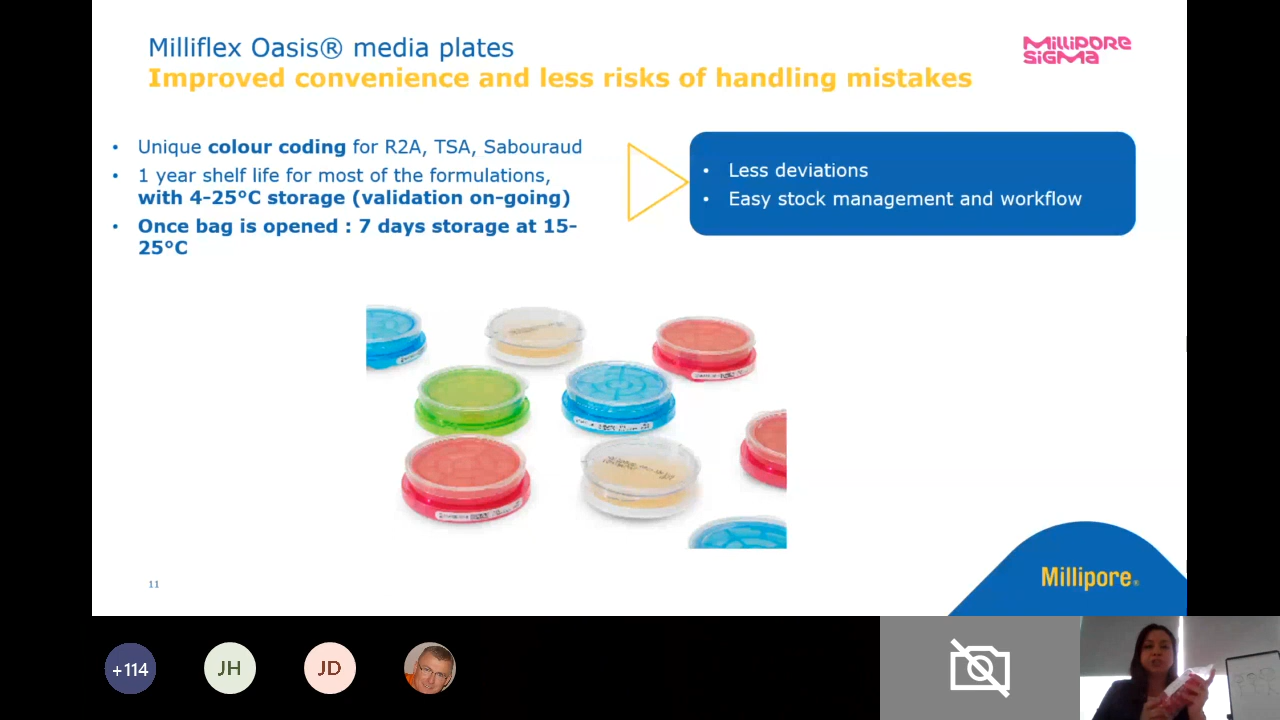 Milliflex Oasis® media plates
Improved convenience and less risks of handling mistakes
MilliPORE
SiGMa
• Unique colour coding for R2A, TSA, Sabouraud
• 1 year shelf life for most of the formulations,
with 4-25°C storage (validation on-going)
• Once bag is opened : 7 days storage at 15-
25°C
• Less deviations
• Easy stock management and workflow
11
Millipore®
+114
JH
JD